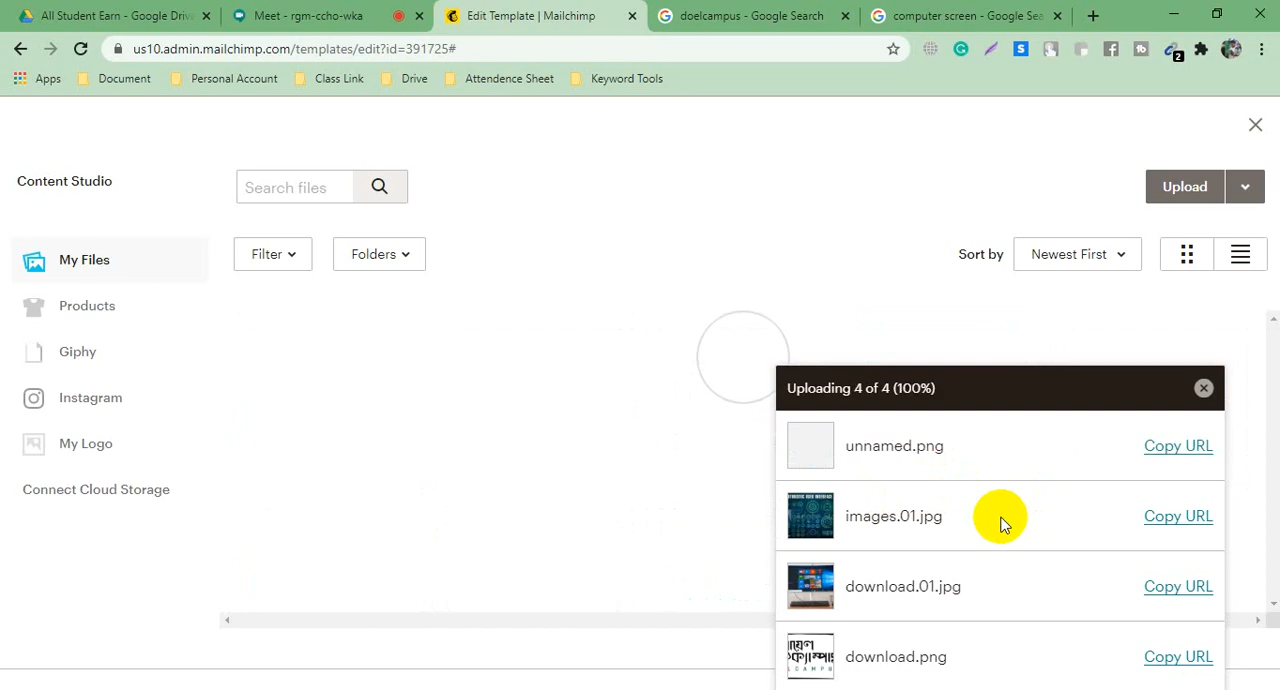 All Student Earn - Google Driv
Meet - rgm-ccho-wka
Edit Template | Mailchimp
doelcampus - Google Search
computer screen - Google Sea
us10.admin.mailchimp.com/templates/edit?id=391725#
2
Apps
Document
Personal Account
Class Link
Drive
Attendence Sheet
Keyword Tools
Content Studio
Search files
Upload
My Files
Filter
Folders
Sort by
Newest First
Products
Giphy
Instagram
My Logo
Connect Cloud Storage
Uploading 4 of 4 (100%)
unnamed.png
Copy URL
images.01.jpg
Copy URL
download.01.jpg
Copy URL
download.png
Copy URL